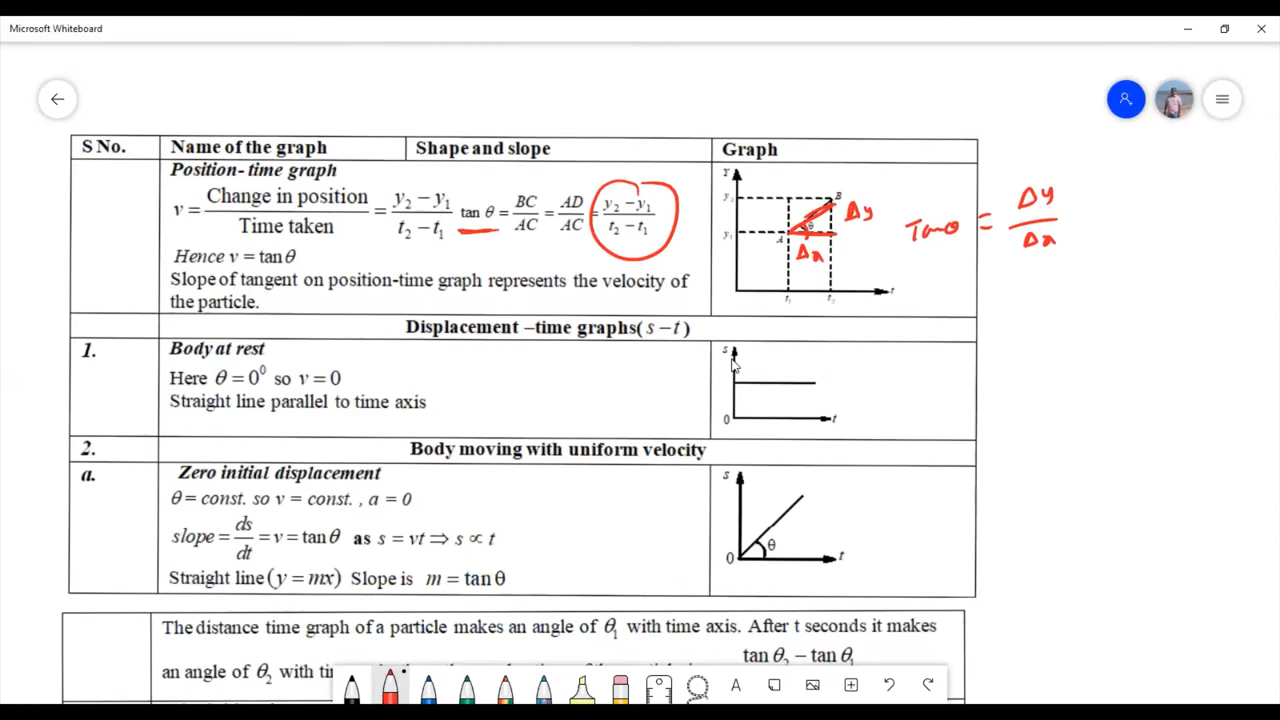 Microsoft Whiteboard
S No. Name of the graph Shape and slope Graph
Position- time graph
v = Change in position / Time taken = y₂ − y₁ / t₂ − t₁ tan θ = BC / AC = AD / AC = y₂ − y₁ / t₂ − t₁
Hence v = tan θ
Slope of tangent on position-time graph represents the velocity of
the particle.
Y
y₂
B
y₁
A
θ
t₁
t₂
t
Δy
Δx
Tanθ = Δy / Δx
Displacement –time graphs( s − t )
1. Body at rest
Here θ = 0⁰ so v = 0
Straight line parallel to time axis
s
0
t
2. Body moving with uniform velocity
a. Zero initial displacement
θ = const. so v = const. , a = 0
slope = ds / dt = v = tan θ as s = vt ⇒ s ∝ t
Straight line (y = mx) Slope is m = tan θ
s
θ
0
t
The distance time graph of a particle makes an angle of θ₁ with time axis. After t seconds it makes
an angle of θ₂ with
tan θ₂ − tan θ₁
A